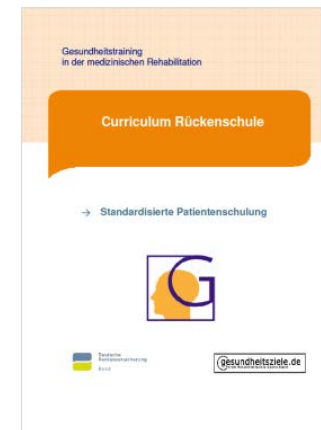 Gesundheitstraining
in der medizinischen Rehabilitation
Curriculum Rückenschule
→ Standardisierte Patientenschulung
G
Deutsche
Rentenversicherung
Bund
gesundheitsziele.de